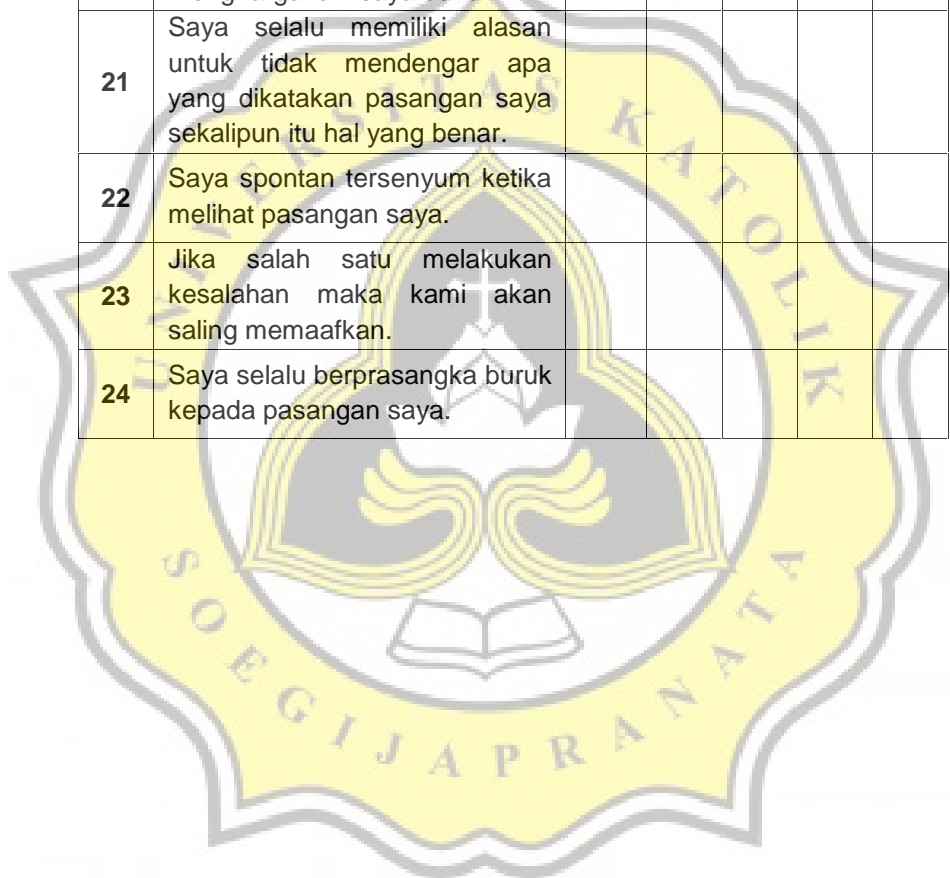 21
Saya selalu memiliki alasan
untuk tidak mendengar apa
yang dikatakan pasangan saya
sekalipun itu hal yang benar.
22
Saya spontan tersenyum ketika
melihat pasangan saya.
23
Jika salah satu melakukan
kesalahan maka kami akan
saling memaafkan.
24
Saya selalu berprasangka buruk
kepada pasangan saya.
UNIVERSITAS KATOLIK
SOEGIJAPRANATA